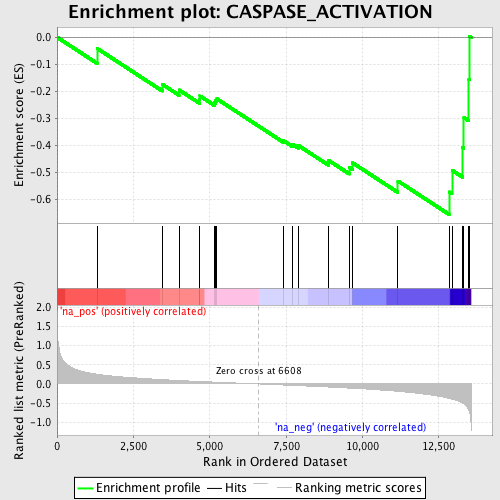 Enrichment plot: CASPASE_ACTIVATION
Enrichment score (ES)
0.0
-0.1
-0.2
-0.3
-0.4
-0.5
-0.6
'na_pos' (positively correlated)
Ranked list metric (PreRanked)
2.0
1.5
1.0
0.5
0.0
-0.5
-1.0
Zero cross at 6608
'na_neg' (negatively correlated)
0
2,500
5,000
7,500
10,000
12,500
Rank in Ordered Dataset
Enrichment profile
Hits
Ranking metric scores